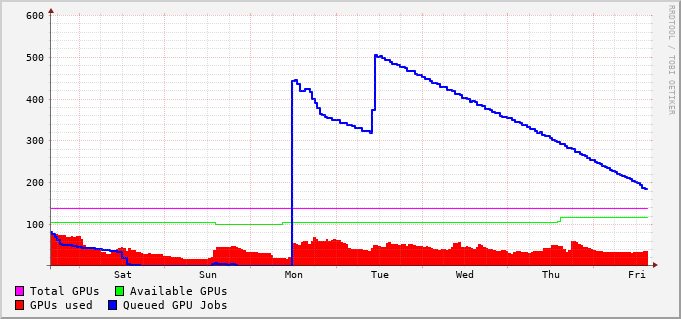 600
500
400
300
200
100
Sat Sun Mon Tue Wed Thu Fri
Total GPUs Available GPUs
GPUs used Queued GPU Jobs
RRDTOOL / TOBI OETIKER